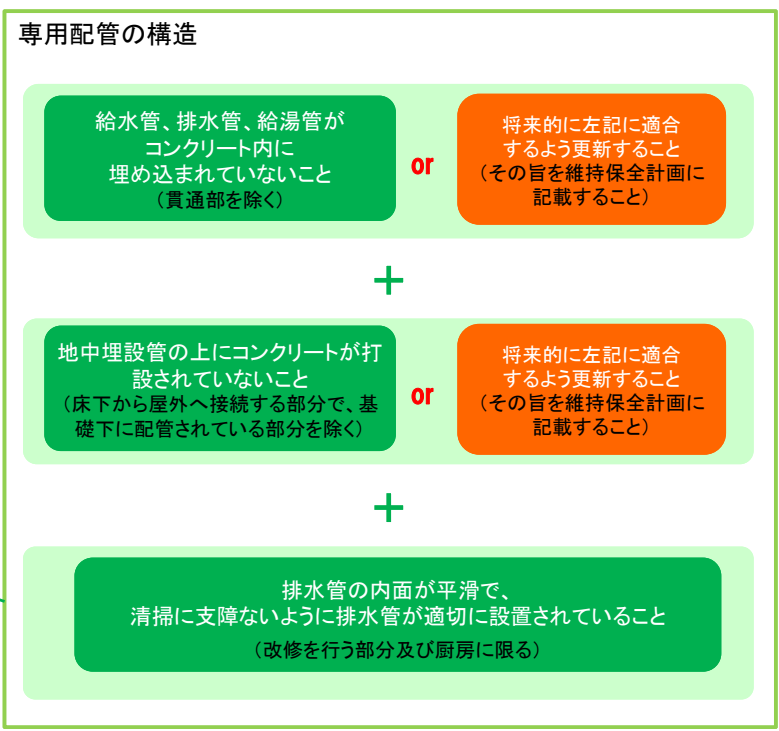 専用配管の構造
給水管、排水管、給湯管が
コンクリート内に
埋め込まれていないこと
（貫通部を除く）
or
将来的に左記に適合
するよう更新すること
（その旨を維持保全計画に
記載すること）
＋
地中埋設管の上にコンクリートが打
設されていないこと
（床下から屋外へ接続する部分で、基
礎下に配管されている部分を除く）
or
将来的に左記に適合
するよう更新すること
（その旨を維持保全計画に
記載すること）
＋
排水管の内面が平滑で、
清掃に支障ないように排水管が適切に設置されていること
（改修を行う部分及び厨房に限る）